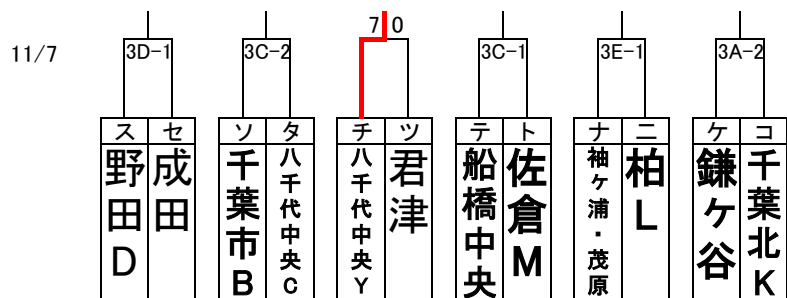 7 0
11/7
3D-1
3C-2
3C-1
3E-1
3A-2
ス
セ
ソ
タ
チ
ツ
テ
ト
ナ
ニ
ケ
コ
野田D
成田
千葉市B
八千代中央C
八千代中央Y
君津
船橋中央
佐倉M
袖ケ浦・茂原
柏L
鎌ケ谷
千葉北K